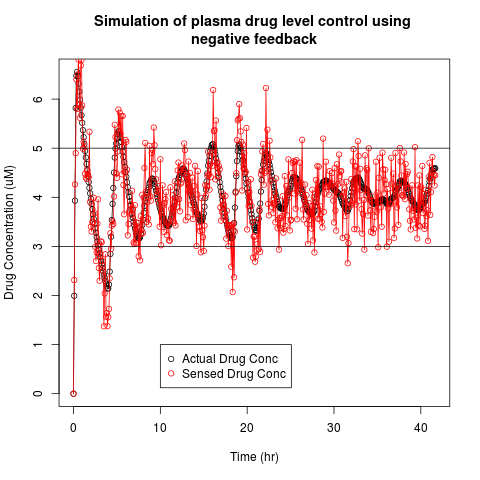 Simulation of plasma drug level control using
negative feedback
Drug Concentration (uM)
6
5
4
3
2
1
0
Actual Drug Conc
Sensed Drug Conc
0 10 20 30 40
Time (hr)